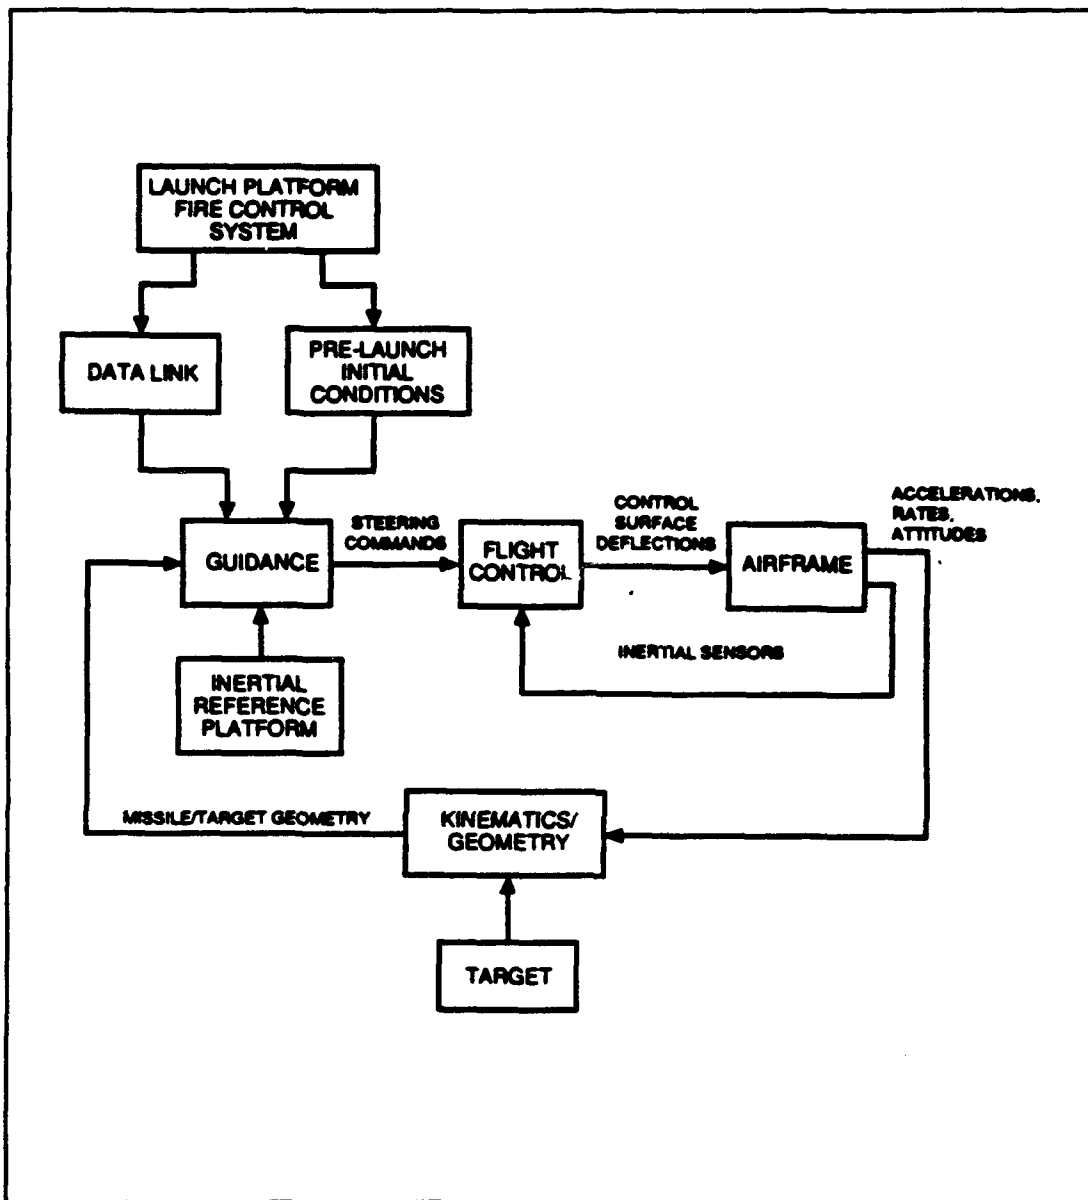 LAUNCH PLATFORM
FIRE CONTROL
SYSTEM
DATA LINK
PRE-LAUNCH
INITIAL
CONDITIONS
GUIDANCE
STEERING
COMMANDS
FLIGHT
CONTROL
CONTROL
SURFACE
DEFLECTIONS
AIRFRAME
ACCELERATIONS,
RATES,
ATTITUDES
INERTIAL SENSORS
INERTIAL
REFERENCE
PLATFORM
MISSILE/TARGET GEOMETRY
KINEMATICS/
GEOMETRY
TARGET